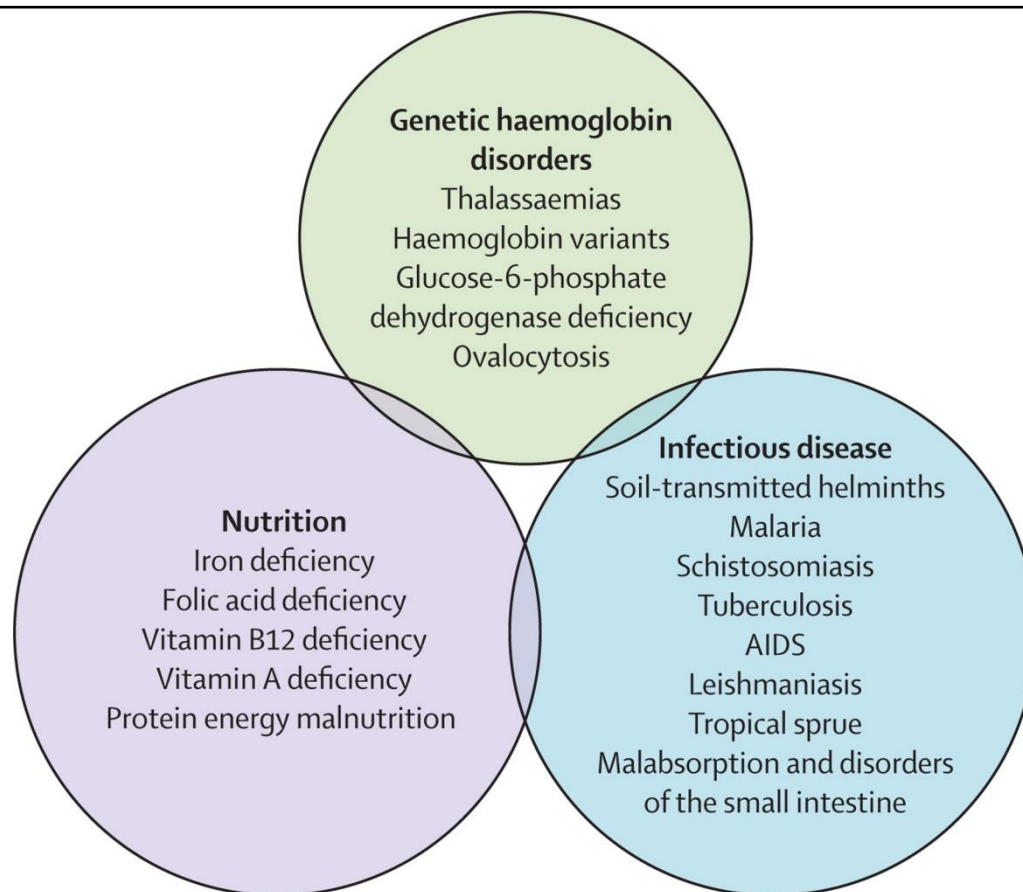 Genetic haemoglobin
disorders
Thalassaemias
Haemoglobin variants
Glucose-6-phosphate
dehydrogenase deficiency
Ovalocytosis
Nutrition
Iron deficiency
Folic acid deficiency
Vitamin B12 deficiency
Vitamin A deficiency
Protein energy malnutrition
Infectious disease
Soil-transmitted helminths
Malaria
Schistosomiasis
Tuberculosis
AIDS
Leishmaniasis
Tropical sprue
Malabsorption and disorders
of the small intestine